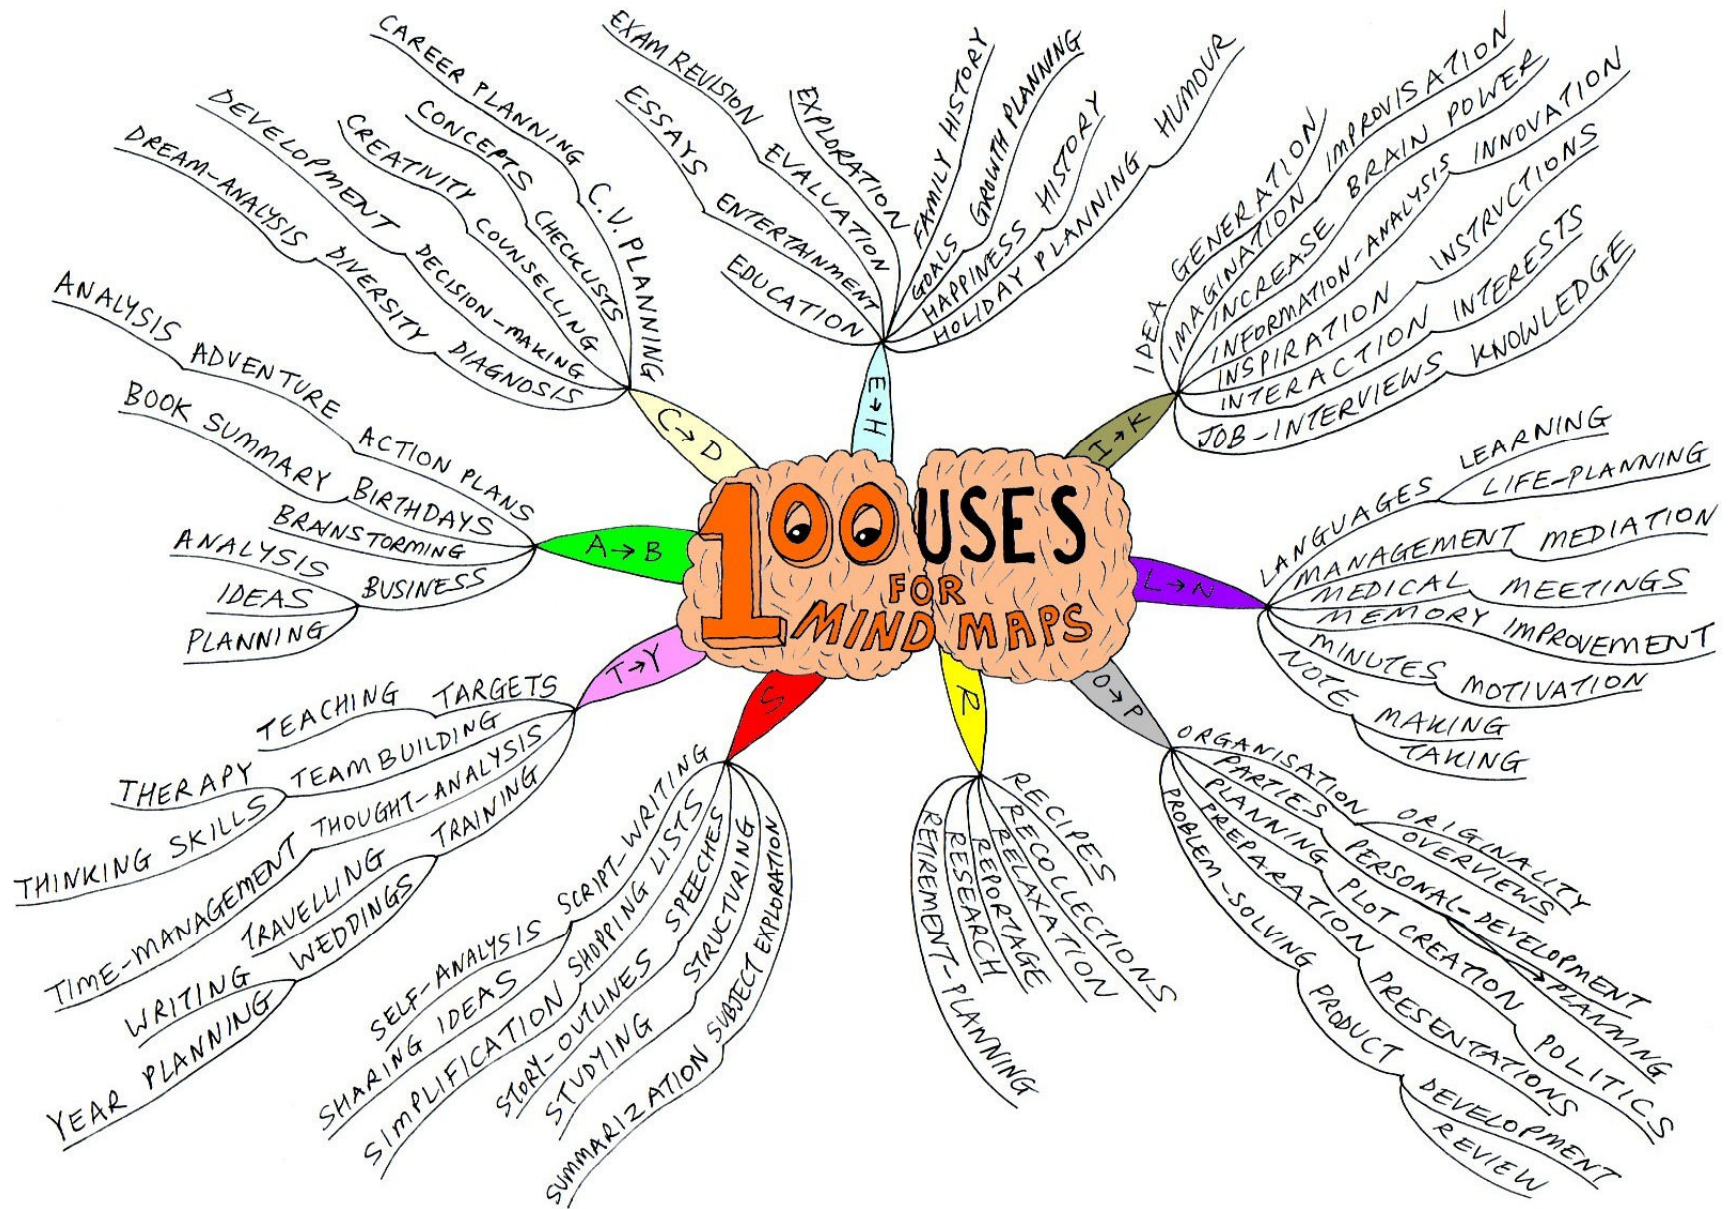 100 USES
FOR
MIND MAPS
A→B
ACTION PLANS
ADVENTURE
ANALYSIS
BIRTHDAYS
BOOK SUMMARY
BRAINSTORMING
BUSINESS
ANALYSIS
IDEAS
PLANNING
C→D
C.V. PLANNING
CAREER PLANNING
CHECKLISTS
CONCEPTS
COUNSELLING
CREATIVITY
DECISION-MAKING
DEVELOPMENT
DIAGNOSIS
DIVERSITY
DREAM-ANALYSIS
E→H
EDUCATION
ENTERTAINMENT
ESSAYS
EVALUATION
EXAM REVISION
EXPLORATION
FAMILY HISTORY
GOALS
GROWTH PLANNING
HAPPINESS
HISTORY
HOLIDAY PLANNING
HUMOUR
I→K
IDEA GENERATION
IMAGINATION
IMPROVISATION
INCREASE BRAIN POWER
INFORMATION-ANALYSIS
INNOVATION
INSPIRATION
INSTRUCTIONS
INTERACTION
INTERESTS
JOB-INTERVIEWS
KNOWLEDGE
L→N
LANGUAGES
LEARNING
LIFE-PLANNING
MANAGEMENT
MEDIATION
MEDICAL
MEETINGS
MEMORY IMPROVEMENT
MINUTES
MOTIVATION
NOTE
MAKING
TAKING
O→P
ORGANISATION
ORIGINALITY
OVERVIEWS
PARTIES
PERSONAL-DEVELOPMENT
PLANNING
PLANNING
PLOT CREATION
POLITICS
PREPARATION
PRESENTATIONS
PROBLEM-SOLVING
PRODUCT
DEVELOPMENT
REVIEW
R
RECIPES
RECOLLECTIONS
RELAXATION
REPORTAGE
RESEARCH
RETIREMENT-PLANNING
S
SCRIPT-WRITING
SELF-ANALYSIS
SHARING IDEAS
SHOPPING LISTS
SIMPLIFICATION
SPEECHES
STORY-OUTLINES
STRUCTURING
STUDYING
SUBJECT EXPLORATION
SUMMARIZATION
T→Y
TARGETS
TEACHING
TEAM BUILDING
THERAPY
THINKING SKILLS
THOUGHT-ANALYSIS
TIME-MANAGEMENT
TRAINING
TRAVELLING
WEDDINGS
WRITING
YEAR PLANNING